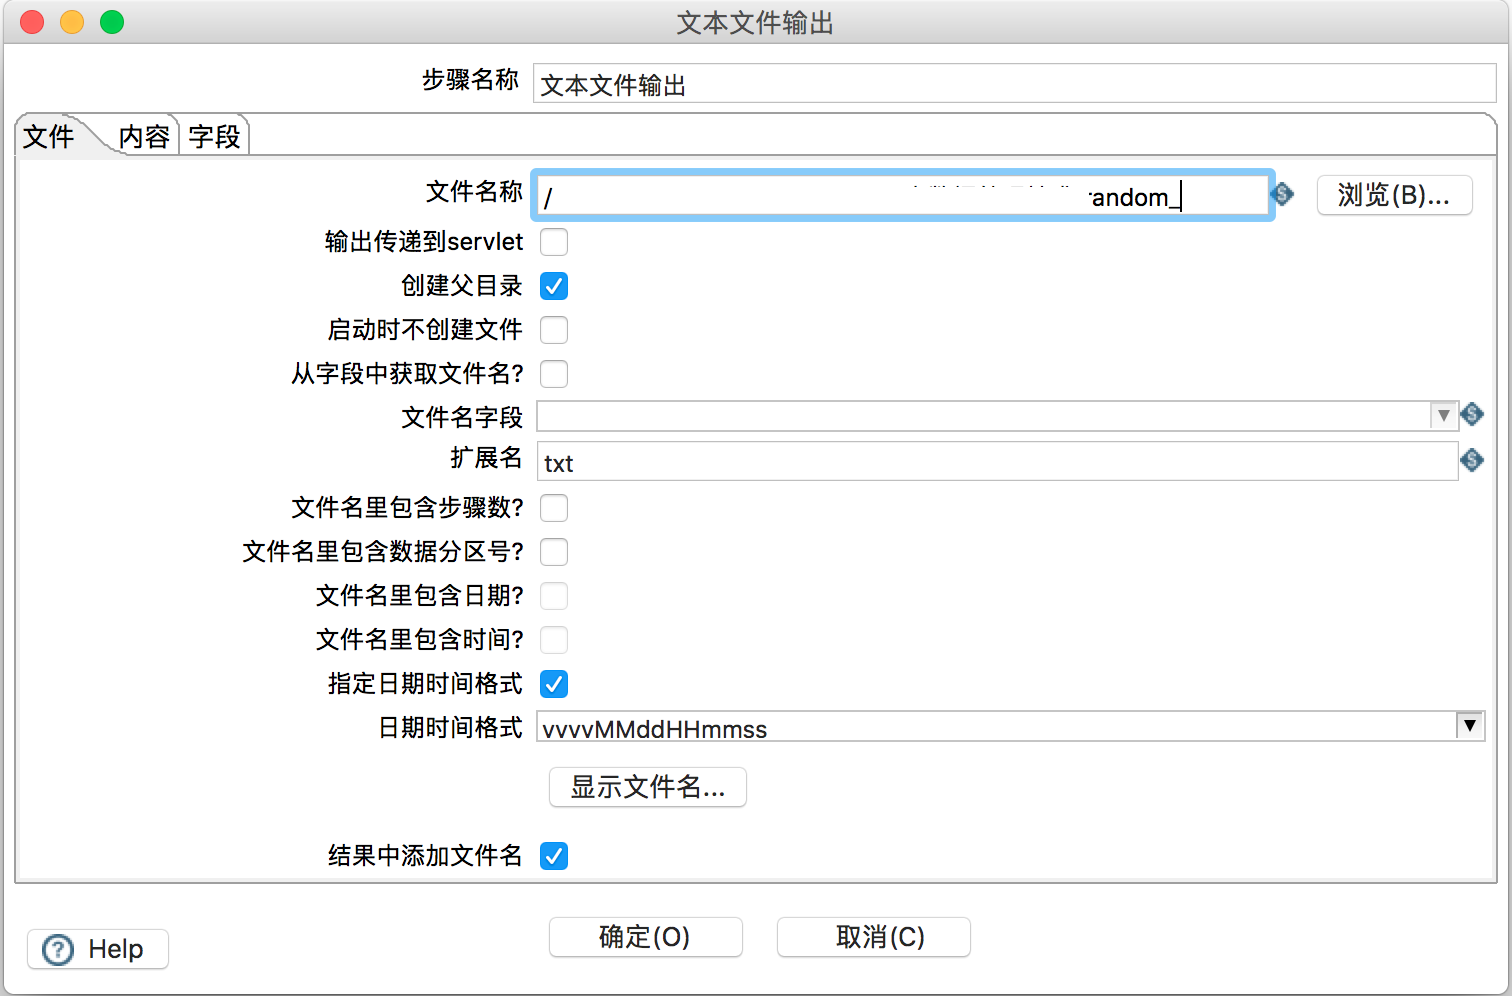 文本文件输出
步骤名称 文本文件输出
文件 内容 字段
文件名称 / random_ 浏览(B)...
输出传递到servlet
创建父目录
启动时不创建文件
从字段中获取文件名?
文件名字段
扩展名 txt
文件名里包含步骤数?
文件名里包含数据分区号?
文件名里包含日期?
文件名里包含时间?
指定日期时间格式
日期时间格式 yyyyMMddHHmmss
显示文件名...
结果中添加文件名
Help 确定(O) 取消(C)